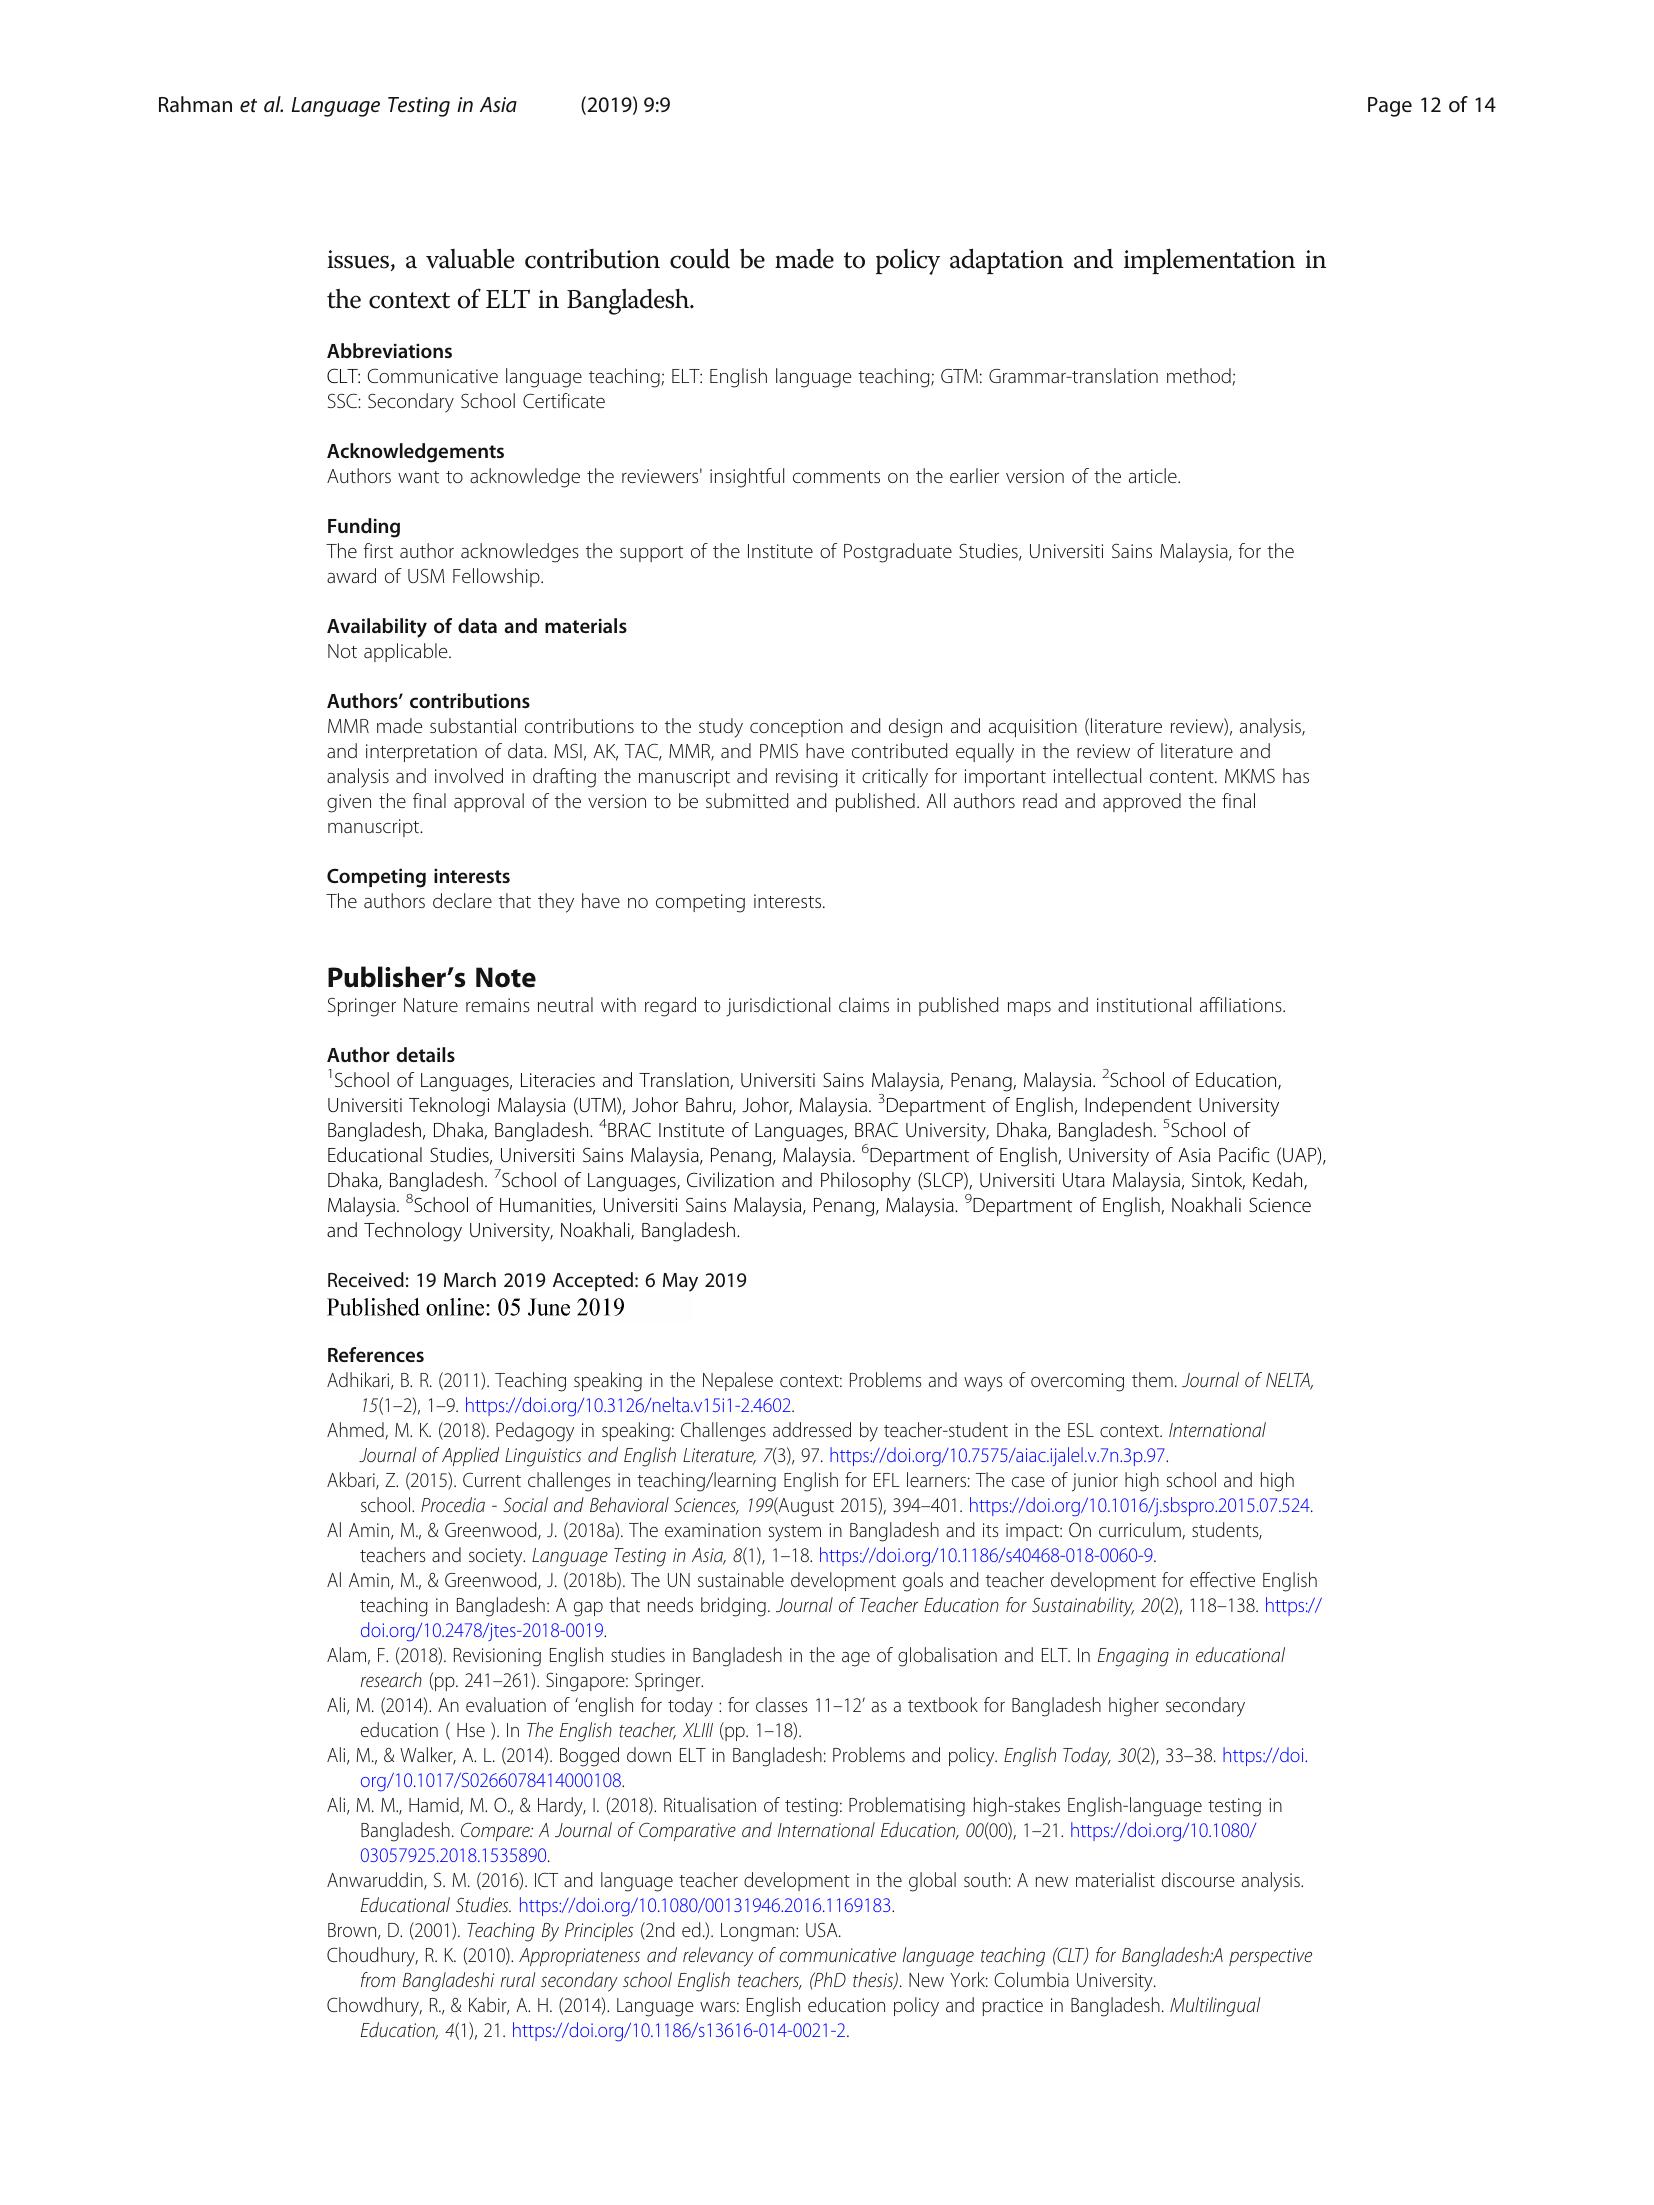 Rahman et al. Language Testing in Asia (2019) 9:9 Page 12 of 14
issues, a valuable contribution could be made to policy adaptation and implementation in
the context of ELT in Bangladesh.
Abbreviations
CLT: Communicative language teaching; ELT: English language teaching; GTM: Grammar-translation method;
SSC: Secondary School Certificate
Acknowledgements
Authors want to acknowledge the reviewers' insightful comments on the earlier version of the article.
Funding
The first author acknowledges the support of the Institute of Postgraduate Studies, Universiti Sains Malaysia, for the
award of USM Fellowship.
Availability of data and materials
Not applicable.
Authors’ contributions
MMR made substantial contributions to the study conception and design and acquisition (literature review), analysis,
and interpretation of data. MSI, AK, TAC, MMR, and PMIS have contributed equally in the review of literature and
analysis and involved in drafting the manuscript and revising it critically for important intellectual content. MKMS has
given the final approval of the version to be submitted and published. All authors read and approved the final
manuscript.
Competing interests
The authors declare that they have no competing interests.
Publisher’s Note
Springer Nature remains neutral with regard to jurisdictional claims in published maps and institutional affiliations.
Author details
1School of Languages, Literacies and Translation, Universiti Sains Malaysia, Penang, Malaysia. 2School of Education,
Universiti Teknologi Malaysia (UTM), Johor Bahru, Johor, Malaysia. 3Department of English, Independent University
Bangladesh, Dhaka, Bangladesh. 4BRAC Institute of Languages, BRAC University, Dhaka, Bangladesh. 5School of
Educational Studies, Universiti Sains Malaysia, Penang, Malaysia. 6Department of English, University of Asia Pacific (UAP),
Dhaka, Bangladesh. 7School of Languages, Civilization and Philosophy (SLCP), Universiti Utara Malaysia, Sintok, Kedah,
Malaysia. 8School of Humanities, Universiti Sains Malaysia, Penang, Malaysia. 9Department of English, Noakhali Science
and Technology University, Noakhali, Bangladesh.
Received: 19 March 2019 Accepted: 6 May 2019
Published online: 05 June 2019
References
Adhikari, B. R. (2011). Teaching speaking in the Nepalese context: Problems and ways of overcoming them. Journal of NELTA,
15(1–2), 1–9. https://doi.org/10.3126/nelta.v15i1-2.4602.
Ahmed, M. K. (2018). Pedagogy in speaking: Challenges addressed by teacher-student in the ESL context. International
Journal of Applied Linguistics and English Literature, 7(3), 97. https://doi.org/10.7575/aiac.ijalel.v.7n.3p.97.
Akbari, Z. (2015). Current challenges in teaching/learning English for EFL learners: The case of junior high school and high
school. Procedia - Social and Behavioral Sciences, 199(August 2015), 394–401. https://doi.org/10.1016/j.sbspro.2015.07.524.
Al Amin, M., & Greenwood, J. (2018a). The examination system in Bangladesh and its impact: On curriculum, students,
teachers and society. Language Testing in Asia, 8(1), 1–18. https://doi.org/10.1186/s40468-018-0060-9.
Al Amin, M., & Greenwood, J. (2018b). The UN sustainable development goals and teacher development for effective English
teaching in Bangladesh: A gap that needs bridging. Journal of Teacher Education for Sustainability, 20(2), 118–138. https://
doi.org/10.2478/jtes-2018-0019.
Alam, F. (2018). Revisioning English studies in Bangladesh in the age of globalisation and ELT. In Engaging in educational
research (pp. 241–261). Singapore: Springer.
Ali, M. (2014). An evaluation of ‘english for today : for classes 11–12’ as a textbook for Bangladesh higher secondary
education ( Hse ). In The English teacher, XLIII (pp. 1–18).
Ali, M., & Walker, A. L. (2014). Bogged down ELT in Bangladesh: Problems and policy. English Today, 30(2), 33–38. https://doi.
org/10.1017/S0266078414000108.
Ali, M. M., Hamid, M. O., & Hardy, I. (2018). Ritualisation of testing: Problematising high-stakes English-language testing in
Bangladesh. Compare: A Journal of Comparative and International Education, 00(00), 1–21. https://doi.org/10.1080/
03057925.2018.1535890.
Anwaruddin, S. M. (2016). ICT and language teacher development in the global south: A new materialist discourse analysis.
Educational Studies. https://doi.org/10.1080/00131946.2016.1169183.
Brown, D. (2001). Teaching By Principles (2nd ed.). Longman: USA.
Choudhury, R. K. (2010). Appropriateness and relevancy of communicative language teaching (CLT) for Bangladesh:A perspective
from Bangladeshi rural secondary school English teachers, (PhD thesis). New York: Columbia University.
Chowdhury, R., & Kabir, A. H. (2014). Language wars: English education policy and practice in Bangladesh. Multilingual
Education, 4(1), 21. https://doi.org/10.1186/s13616-014-0021-2.